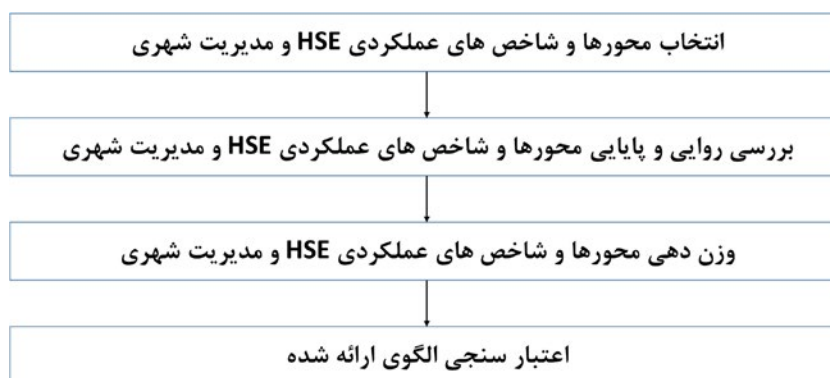 انتخاب محورها و شاخص های عملکردی HSE و مدیریت شهری
بررسی روایی و پایایی محورها و شاخص های عملکردی HSE و مدیریت شهری
وزن دهی محورها و شاخص های عملکردی HSE و مدیریت شهری
اعتبار سنجی الگوی ارائه شده